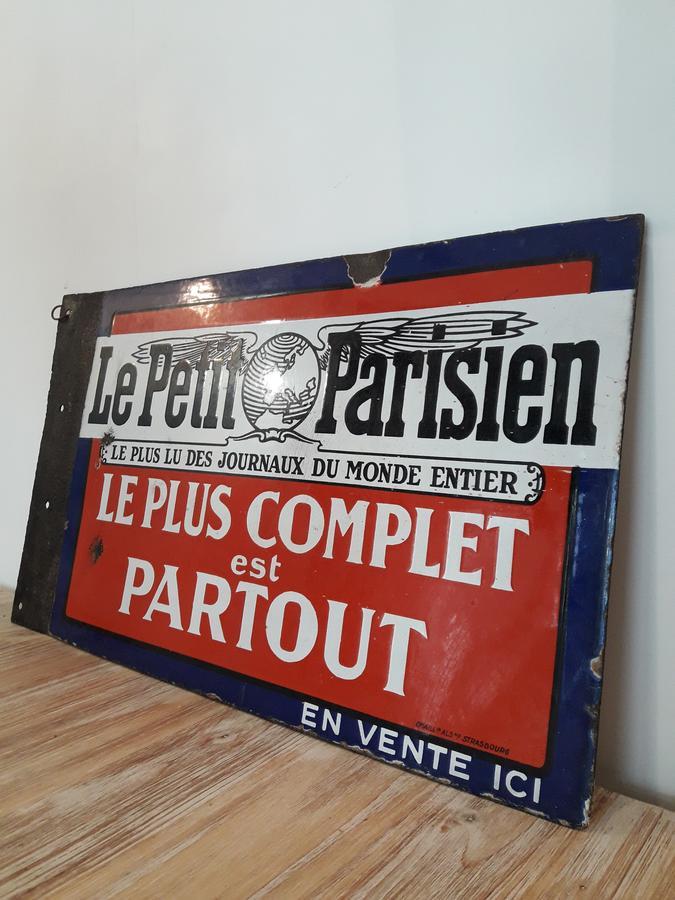 Le Petit Parisien
LE PLUS LU DES JOURNAUX DU MONDE ENTIER
LE PLUS COMPLET
est
PARTOUT
EN VENTE ICI
STRASBOURG